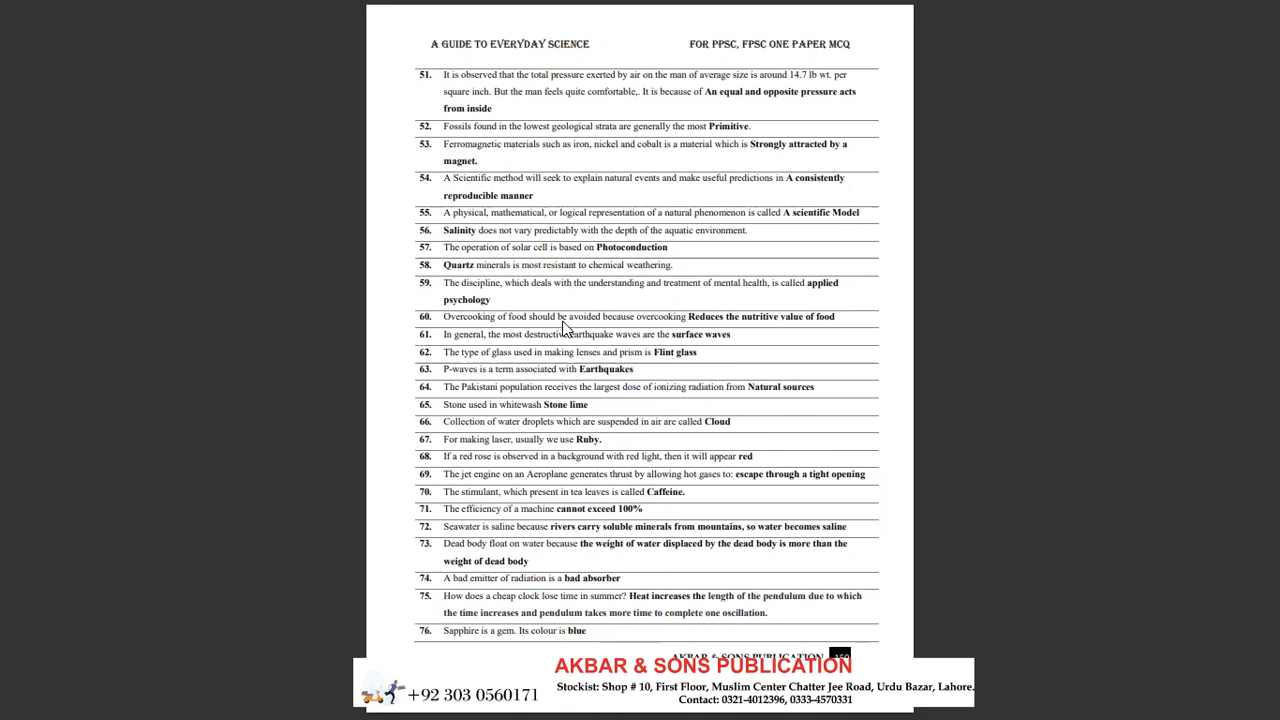 A GUIDE TO EVERYDAY SCIENCE FOR PPSC, FPSC ONE PAPER MCQ
51. It is observed that the total pressure exerted by air on the man of average size is around 14.7 lb wt. per
square inch. But the man feels quite comfortable,. It is because of An equal and opposite pressure acts
from inside
52. Fossils found in the lowest geological strata are generally the most Primitive.
53. Ferromagnetic materials such as iron, nickel and cobalt is a material which is Strongly attracted by a
magnet.
54. A Scientific method will seek to explain natural events and make useful predictions in A consistently
reproducible manner
55. A physical, mathematical, or logical representation of a natural phenomenon is called A scientific Model
56. Salinity does not vary predictably with the depth of the aquatic environment.
57. The operation of solar cell is based on Photoconduction
58. Quartz minerals is most resistant to chemical weathering.
59. The discipline, which deals with the understanding and treatment of mental health, is called applied
psychology
60. Overcooking of food should be avoided because overcooking Reduces the nutritive value of food
61. In general, the most destructive earthquake waves are the surface waves
62. The type of glass used in making lenses and prism is Flint glass
63. P-waves is a term associated with Earthquakes
64. The Pakistani population receives the largest dose of ionizing radiation from Natural sources
65. Stone used in whitewash Stone lime
66. Collection of water droplets which are suspended in air are called Cloud
67. For making laser, usually we use Ruby.
68. If a red rose is observed in a background with red light, then it will appear red
69. The jet engine on an Aeroplane generates thrust by allowing hot gases to: escape through a tight opening
70. The stimulant, which present in tea leaves is called Caffeine.
71. The efficiency of a machine cannot exceed 100%
72. Seawater is saline because rivers carry soluble minerals from mountains, so water becomes saline
73. Dead body float on water because the weight of water displaced by the dead body is more than the
weight of dead body
74. A bad emitter of radiation is a bad absorber
75. How does a cheap clock lose time in summer? Heat increases the length of the pendulum due to which
the time increases and pendulum takes more time to complete one oscillation.
76. Sapphire is a gem. Its colour is blue
AKBAR & SONS PUBLICATION
AKBAR & SONS PUBLICATION
+92 303 0560171
Stockist: Shop # 10, First Floor, Muslim Center Chatter Jee Road, Urdu Bazar, Lahore.
Contact: 0321-4012396, 0333-4570331